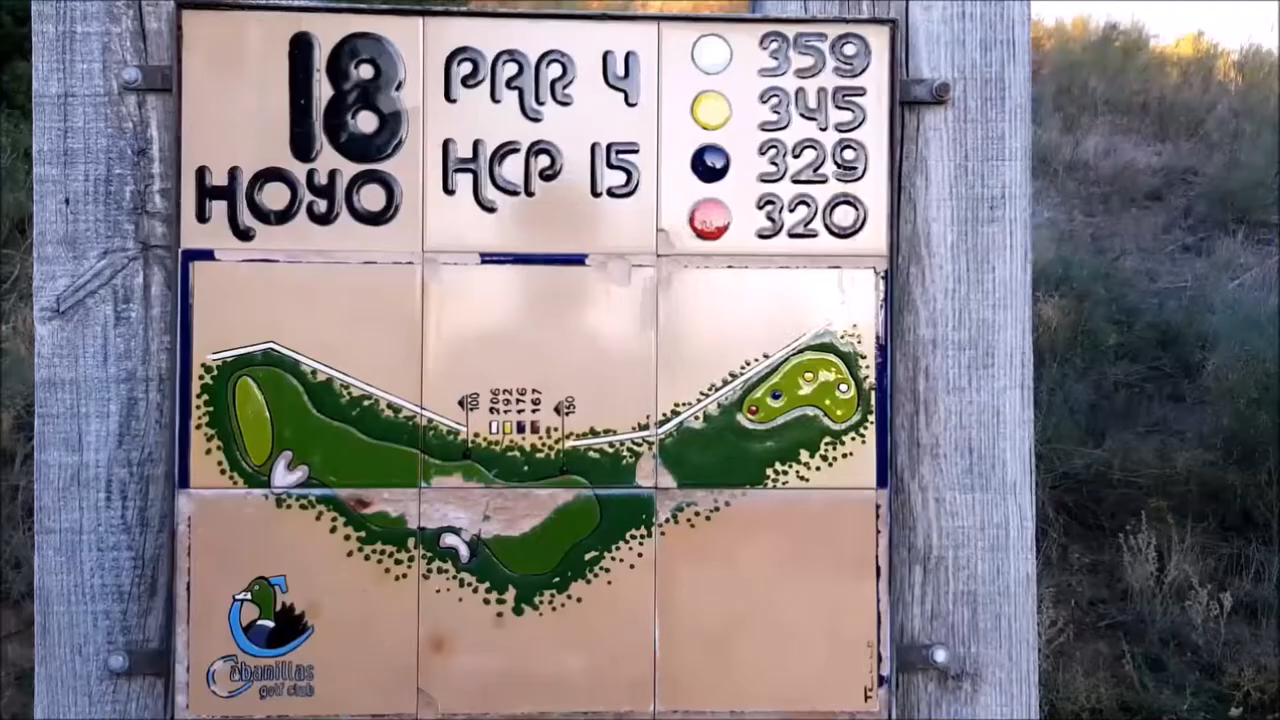 18
HOYO
PAR 4
HCP 15
359
345
329
320
100
206
192
176
167
150
Cabanillas
golf club